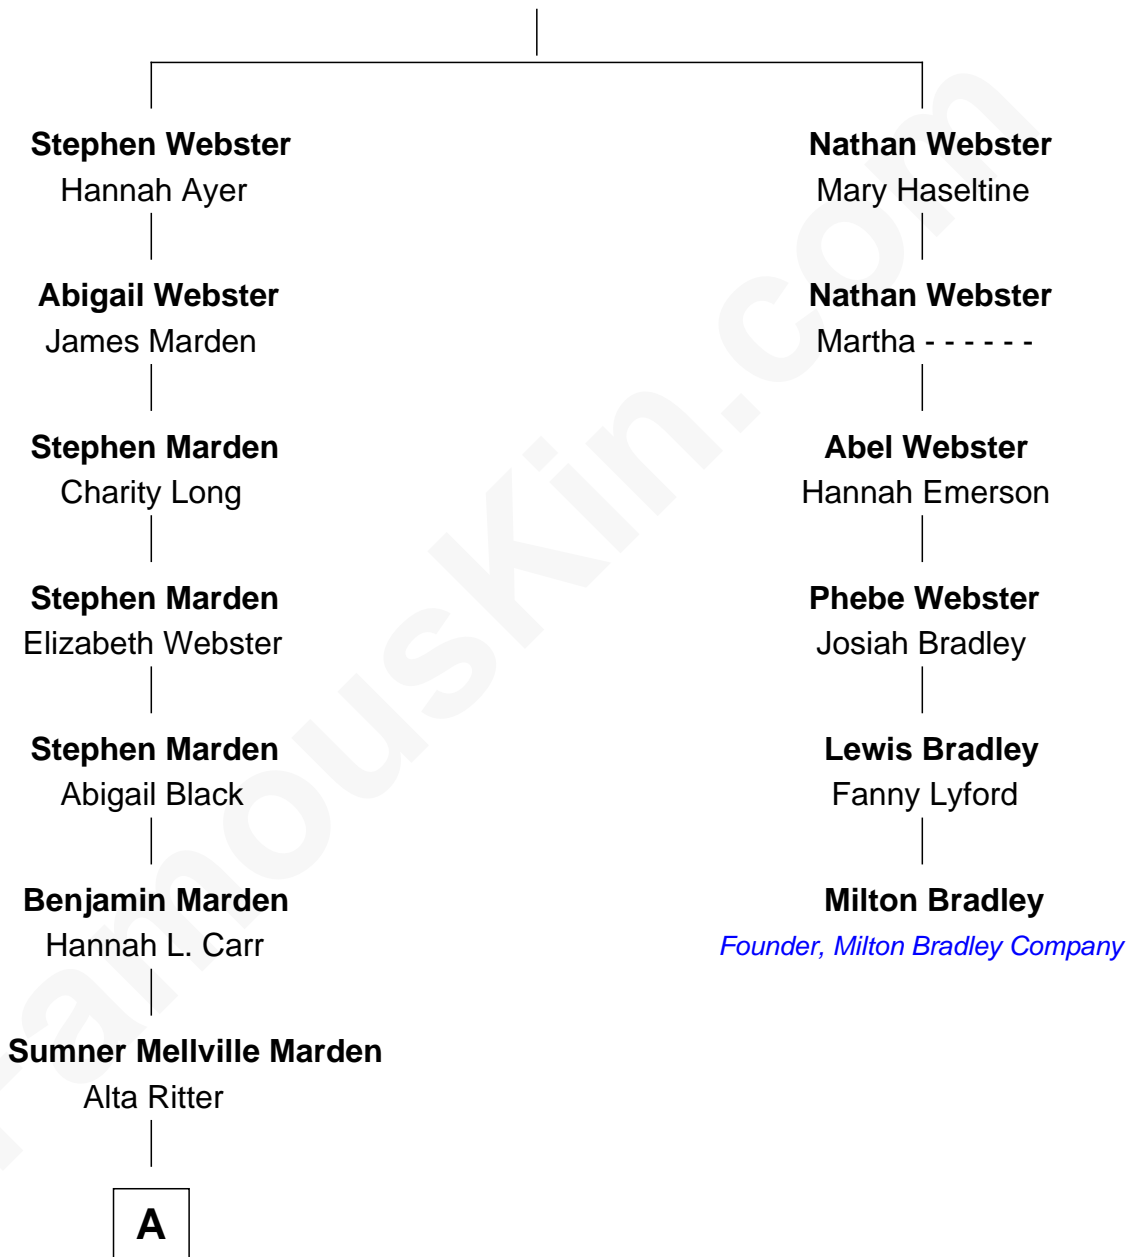 Stephen Webster
Hannah Ayer
Abigail Webster
James Marden
Stephen Marden
Charity Long
Stephen Marden
Elizabeth Webster
Stephen Marden
Abigail Black
Benjamin Marden
Hannah L. Carr
Sumner Mellville Marden
Alta Ritter
A
Nathan Webster
Mary Haseltine
Nathan Webster
Martha - - - - - -
Abel Webster
Hannah Emerson
Phebe Webster
Josiah Bradley
Lewis Bradley
Fanny Lyford
Milton Bradley
Founder, Milton Bradley Company
FamousKin.com